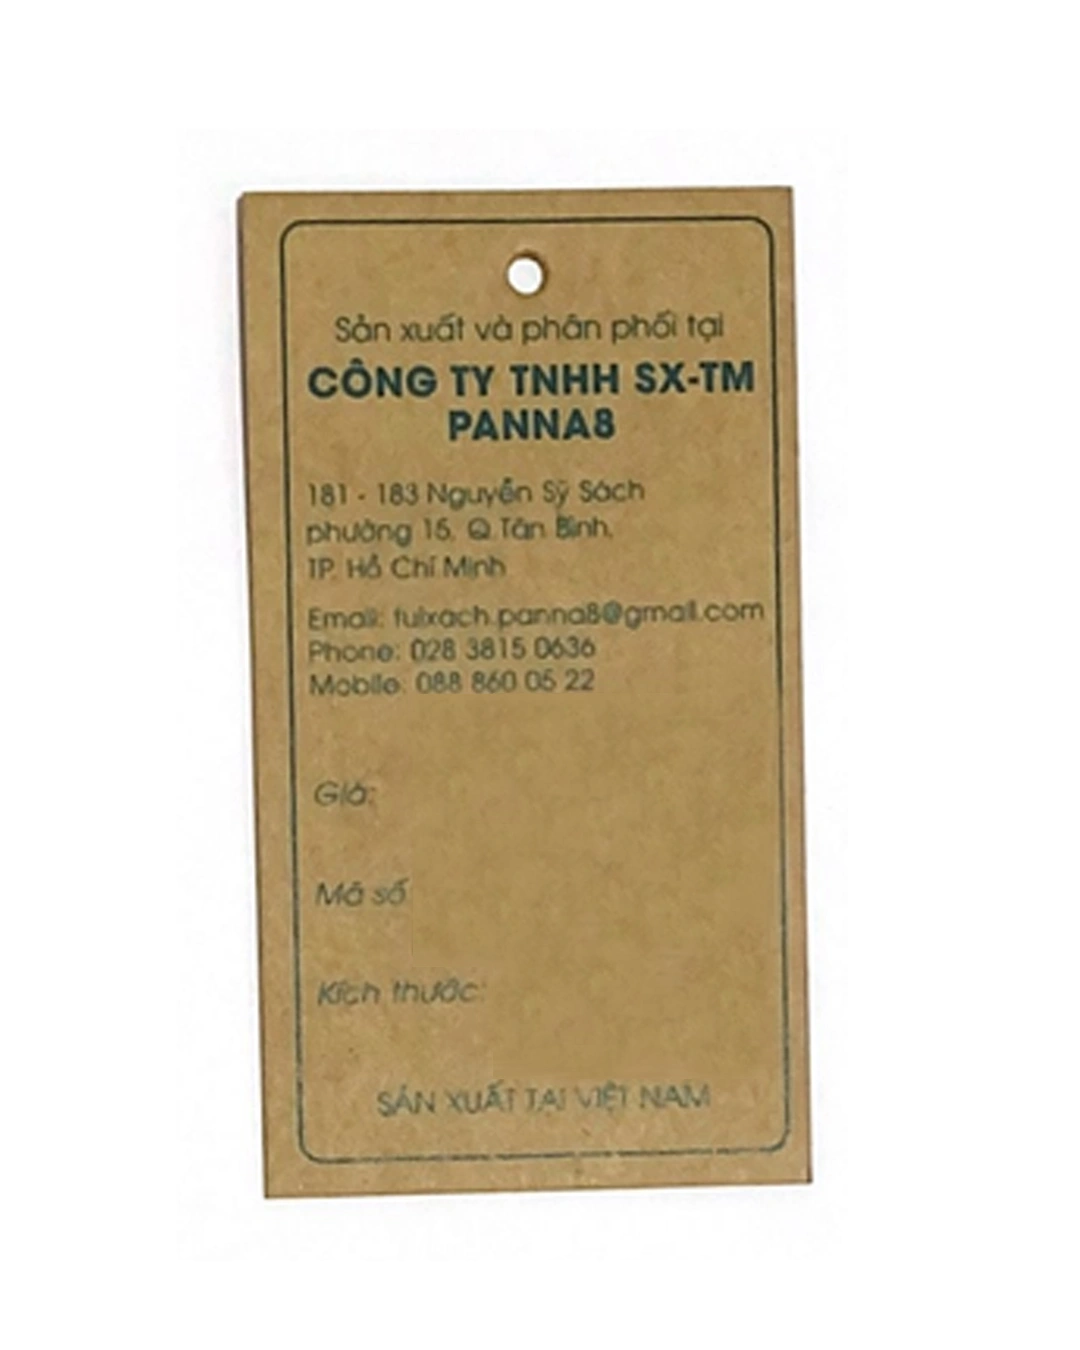 Sản xuất và phân phối tại
CÔNG TY TNHH SX-TM
PANNA8
181 - 183 Nguyễn Sỹ Sách
phường 15, Q.Tân Bình,
TP. Hồ Chí Minh
Email: tuixach.panna8@gmail.com
Phone: 028 3815 0636
Mobile: 088 860 05 22
Giá:
Mã số
Kích thước:
SẢN XUẤT TẠI VIỆT NAM